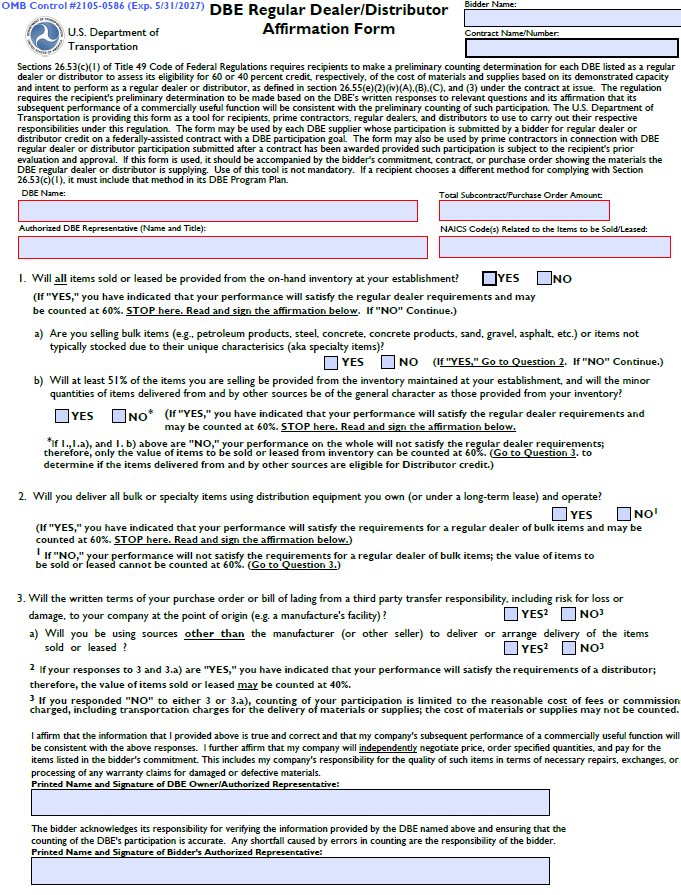 OMB Control #2105-0586 (Exp. 5/31/2027)
DBE Regular Dealer/Distributor
Affirmation Form
Bidder Name:
Contract Name/Number:
U.S. Department of
Transportation
Sections 26.53(c)(1) of Title 49 Code of Federal Regulations requires recipients to make a preliminary counting determination for each DBE listed as a regular
dealer or distributor to assess its eligibility for 60 or 40 percent credit, respectively, of the cost of materials and supplies based on its demonstrated capacity
and intent to perform as a regular dealer or distributor, as defined in section 26.55(e)(2)(iv)(A),(B),(C), and (3) under the contract at issue. The regulation
requires the recipient's preliminary determination to be made based on the DBE's written responses to relevant questions and its affirmation that its
subsequent performance of a commercially useful function will be consistent with the preliminary counting of such participation. The U.S. Department of
Transportation is providing this form as a tool for recipients, prime contractors, regular dealers, and distributors to use to carry out their respective
responsibilities under this regulation. The form may be used by each DBE supplier whose participation is submitted by a bidder for regular dealer or
distributor credit on a federally-assisted contract with a DBE participation goal. The form may also be used by prime contractors in connection with DBE
regular dealer or distributor participation submitted after a contract has been awarded provided such participation is subject to the recipient's prior
evaluation and approval. If this form is used, it should be accompanied by the bidder's commitment, contract, or purchase order showing the materials the
DBE regular dealer or distributor is supplying. Use of this tool is not mandatory. If a recipient chooses a different method for complying with Section
26.53(c)(1), it must include that method in its DBE Program Plan.
DBE Name:
Total Subcontract/Purchase Order Amount:
Authorized DBE Representative (Name and Title):
NAICS Code(s) Related to the Items to be Sold/Leased:
1. Will all items sold or leased be provided from the on-hand inventory at your establishment? YES NO
(If "YES," you have indicated that your performance will satisfy the regular dealer requirements and may
be counted at 60%. STOP here. Read and sign the affirmation below. If "NO" Continue.)
a) Are you selling bulk items (e.g., petroleum products, steel, concrete, concrete products, sand, gravel, asphalt, etc.) or items not
typically stocked due to their unique characterisics (aka specialty items)?
YES NO (If "YES," Go to Question 2. If "NO" Continue.)
b) Will at least 51% of the items you are selling be provided from the inventory maintained at your establishment, and will the minor
quantities of items delivered from and by other sources be of the general character as those provided from your inventory?
YES NO* (If "YES," you have indicated that your performance will satisfy the regular dealer requirements and
may be counted at 60%. STOP here. Read and sign the affirmation below.
*If 1.,1.a), and 1. b) above are "NO," your performance on the whole will not satisfy the regular dealer requirements;
therefore, only the value of items to be sold or leased from inventory can be counted at 60%. (Go to Question 3. to
determine if the items delivered from and by other sources are eligible for Distributor credit.)
2. Will you deliver all bulk or specialty items using distribution equipment you own (or under a long-term lease) and operate?
YES NO1
(If "YES," you have indicated that your performance will satisfy the requirements for a regular dealer of bulk items and may be
counted at 60%. STOP here. Read and sign the affirmation below.)
1 If "NO," your performance will not satisfy the requirements for a regular dealer of bulk items; the value of items to
be sold or leased cannot be counted at 60%. (Go to Question 3.)
3. Will the written terms of your purchase order or bill of lading from a third party transfer responsibility, including risk for loss or
damage, to your company at the point of origin (e.g. a manufacture's facility)? YES2 NO3
a) Will you be using sources other than the manufacturer (or other seller) to deliver or arrange delivery of the items
sold or leased ? YES2 NO3
2 If your responses to 3 and 3.a) are "YES," you have indicated that your performance will satisfy the requirements of a distributor;
therefore, the value of items sold or leased may be counted at 40%.
3 If you responded "NO" to either 3 or 3.a), counting of your participation is limited to the reasonable cost of fees or commission
charged, including transportation charges for the delivery of materials or supplies; the cost of materials or supplies may not be counted.
I affirm that the information that I provided above is true and correct and that my company's subsequent performance of a commercially useful function will
be consistent with the above responses. I further affirm that my company will independently negotiate price, order specified quantities, and pay for the
items listed in the bidder's commitment. This includes my company's responsibility for the quality of such items in terms of necessary repairs, exchanges, or
processing of any warranty claims for damaged or defective materials.
Printed Name and Signature of DBE Owner/Authorized Representative:
The bidder acknowledges its responsibility for verifying the information provided by the DBE named above and ensuring that the
counting of the DBE's participation is accurate. Any shortfall caused by errors in counting are the responsibility of the bidder.
Printed Name and Signature of Bidder's Authorized Representative: